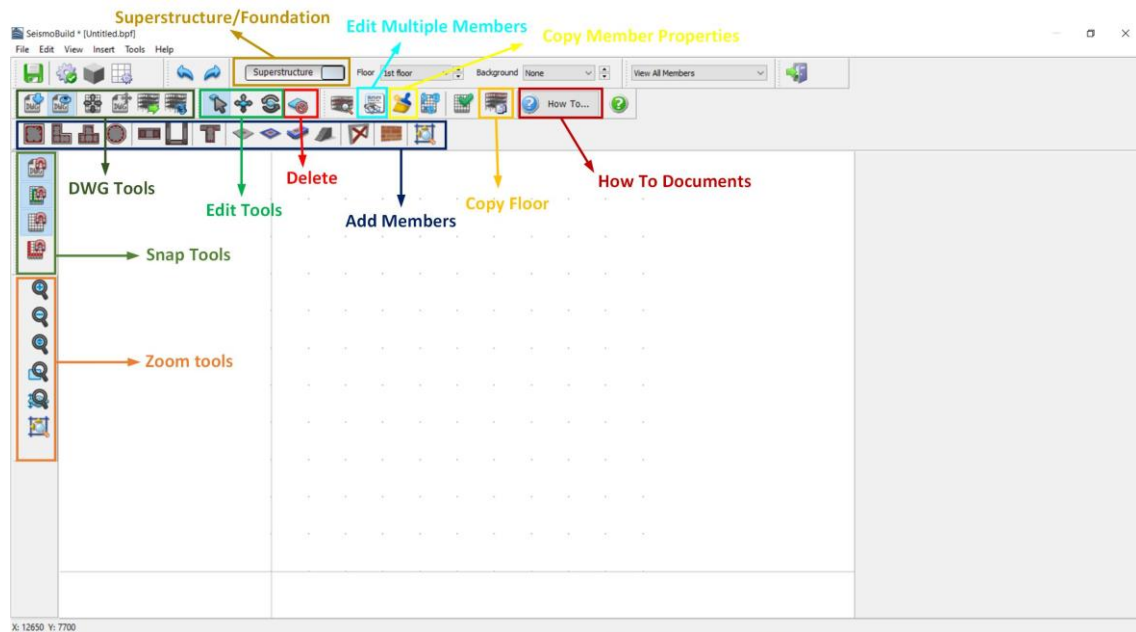 Superstructure/Foundation
Edit Multiple Members
Copy Member Properties
SeismoBuild * [Untitled.bpf]
File Edit View Insert Tools Help
Superstructure Floor 1st floor Background None View All Members
How To...
DWG Tools
Edit Tools
Delete
Add Members
Copy Floor
How To Documents
Snap Tools
Zoom tools
X: 12650 Y: 7700